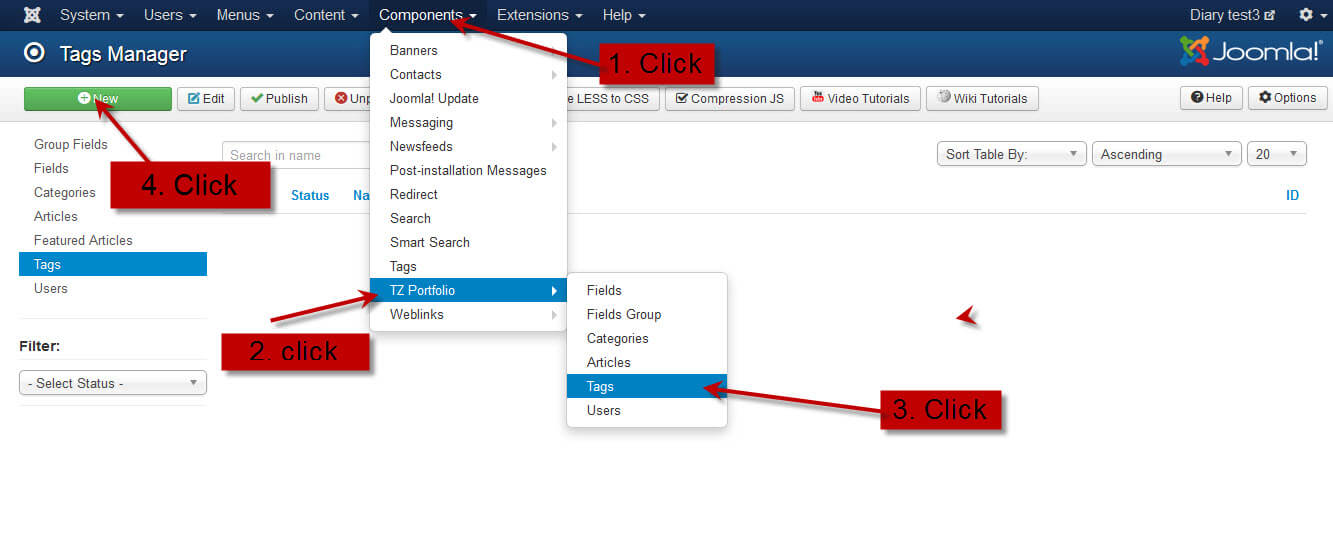 System Users Menus Content Components Extensions Help Diary test3
Tags Manager
Joomla!
1. Click
New Edit Publish Unp e LESS to CSS Compression JS Video Tutorials Wiki Tutorials Help Options
Banners
Contacts
Joomla! Update
Messaging
Newsfeeds
Post-installation Messages
Redirect
Search
Smart Search
Tags
TZ Portfolio
Weblinks
Group Fields
Fields
Categories
Articles
Featured Articles
Tags
Users
4. Click
Search in name
Sort Table By: Ascending 20
Status Na ID
Filter:
- Select Status -
2. click
Fields
Fields Group
Categories
Articles
Tags
Users
3. Click